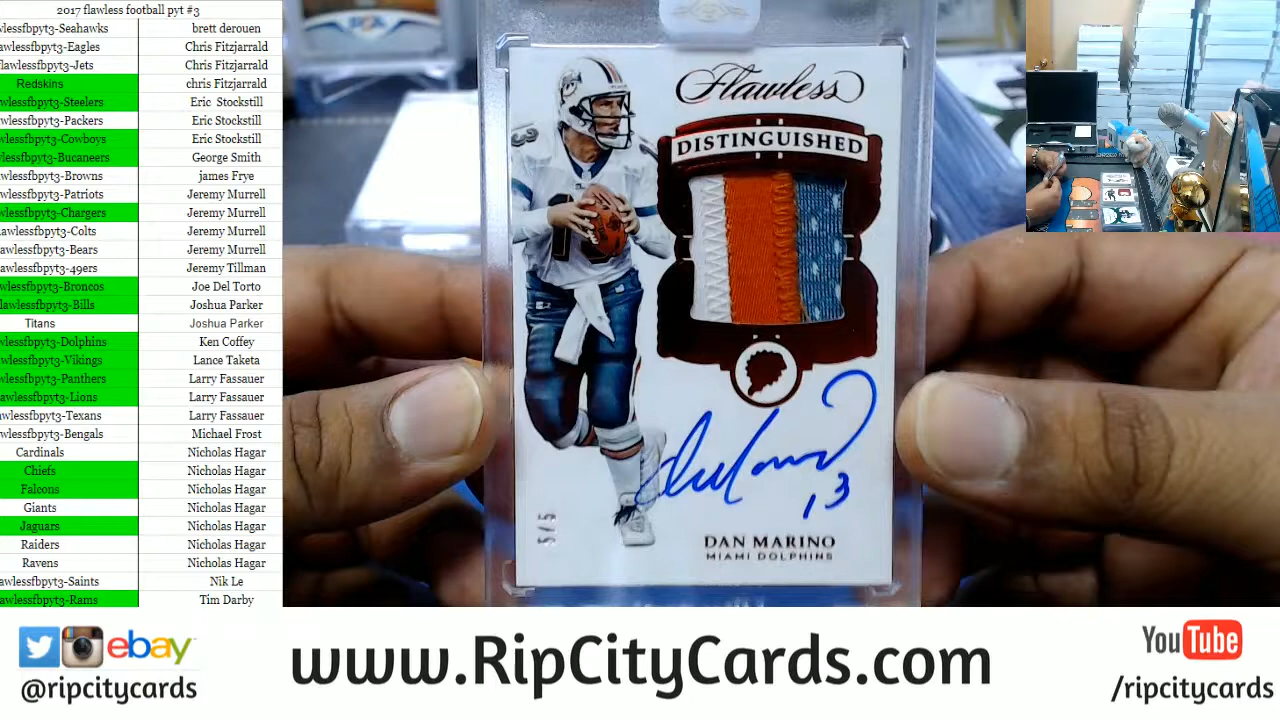 2017 flawless football pyt #3
wlessfbpyt3-Seahawks brett derouen
awlessfbpyt3-Eagles Chris Fitzjarrald
flawlessfbpyt3-Jets Chris Fitzjarrald
Redskins chris Fitzjarrald
wlessfbpyt3-Steelers Eric Stockstill
wlessfbpyt3-Packers Eric Stockstill
wlessfbpyt3-Cowboys Eric Stockstill
wlessfbpyt3-Bucaneers George Smith
wlessfbpyt3-Browns james Frye
wlessfbpyt3-Patriots Jeremy Murrell
wlessfbpyt3-Chargers Jeremy Murrell
lawlessfbpyt3-Colts Jeremy Murrell
awlessfbpyt3-Bears Jeremy Murrell
awlessfbpyt3-49ers Jeremy Tillman
wlessfbpyt3-Broncos Joe Del Torto
flawlessfbpyt3-Bills Joshua Parker
Titans Joshua Parker
wlessfbpyt3-Dolphins Ken Coffey
wlessfbpyt3-Vikings Lance Taketa
wlessfbpyt3-Panthers Larry Fassauer
lawlessfbpyt3-Lions Larry Fassauer
awlessfbpyt3-Texans Larry Fassauer
wlessfbpyt3-Bengals Michael Frost
Cardinals Nicholas Hagar
Chiefs Nicholas Hagar
Falcons Nicholas Hagar
Giants Nicholas Hagar
Jaguars Nicholas Hagar
Raiders Nicholas Hagar
Ravens Nicholas Hagar
awlessfbpyt3-Saints Nik Le
awlessfbpyt3-Rams Tim Darby
Flawless
DISTINGUISHED
13
DAN MARINO
MIAMI DOLPHINS
5/5
ebay
@ripcitycards
www.RipCityCards.com
YouTube
/ripcitycards